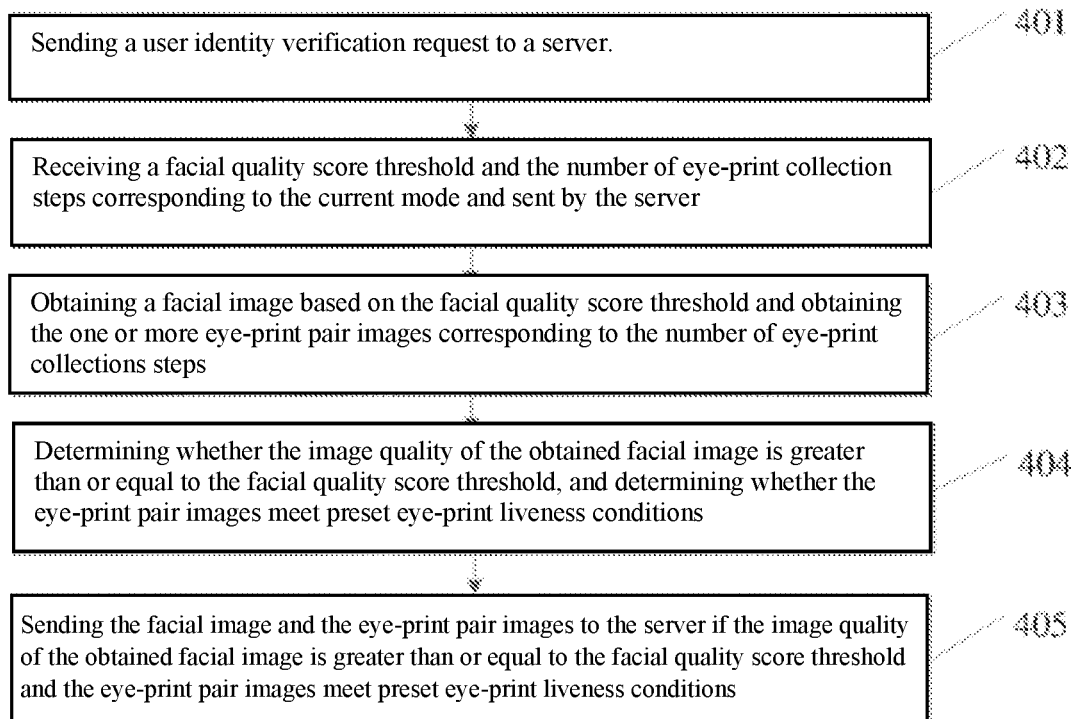 Sending a user identity verification request to a server.
401
Receiving a facial quality score threshold and the number of eye-print collection
steps corresponding to the current mode and sent by the server
402
Obtaining a facial image based on the facial quality score threshold and obtaining
the one or more eye-print pair images corresponding to the number of eye-print
collections steps
403
Determining whether the image quality of the obtained facial image is greater
than or equal to the facial quality score threshold, and determining whether the
eye-print pair images meet preset eye-print liveness conditions
404
Sending the facial image and the eye-print pair images to the server if the image quality
of the obtained facial image is greater than or equal to the facial quality score threshold
and the eye-print pair images meet preset eye-print liveness conditions
405